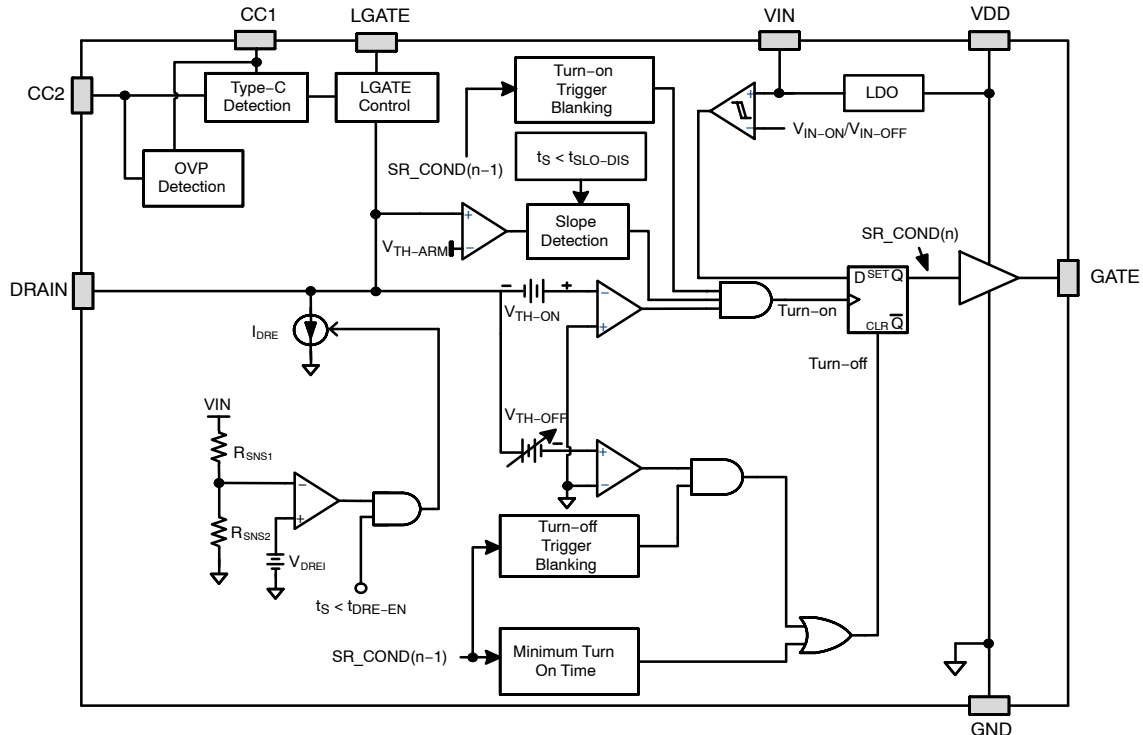 CC1
LGATE
VIN
VDD
CC2
Type−C
Detection
LGATE
Control
Turn−on
Trigger
Blanking
LDO
+
−
VIN−ON/VIN−OFF
OVP
Detection
SR_COND(n−1)
tS < tSLO−DIS
+
VTH−ARM
−
Slope
Detection
SR_COND(n)
DRAIN
− +
VTH−ON
−
+
D SET Q
CLR Q
Turn−on
GATE
IDRE
Turn−off
VIN
VTH−OFF
−
+
−
RSNS1
−
+
RSNS2
VDREI
Turn−off
Trigger
Blanking
tS < tDRE−EN
SR_COND(n−1)
Minimum Turn
On Time
GND